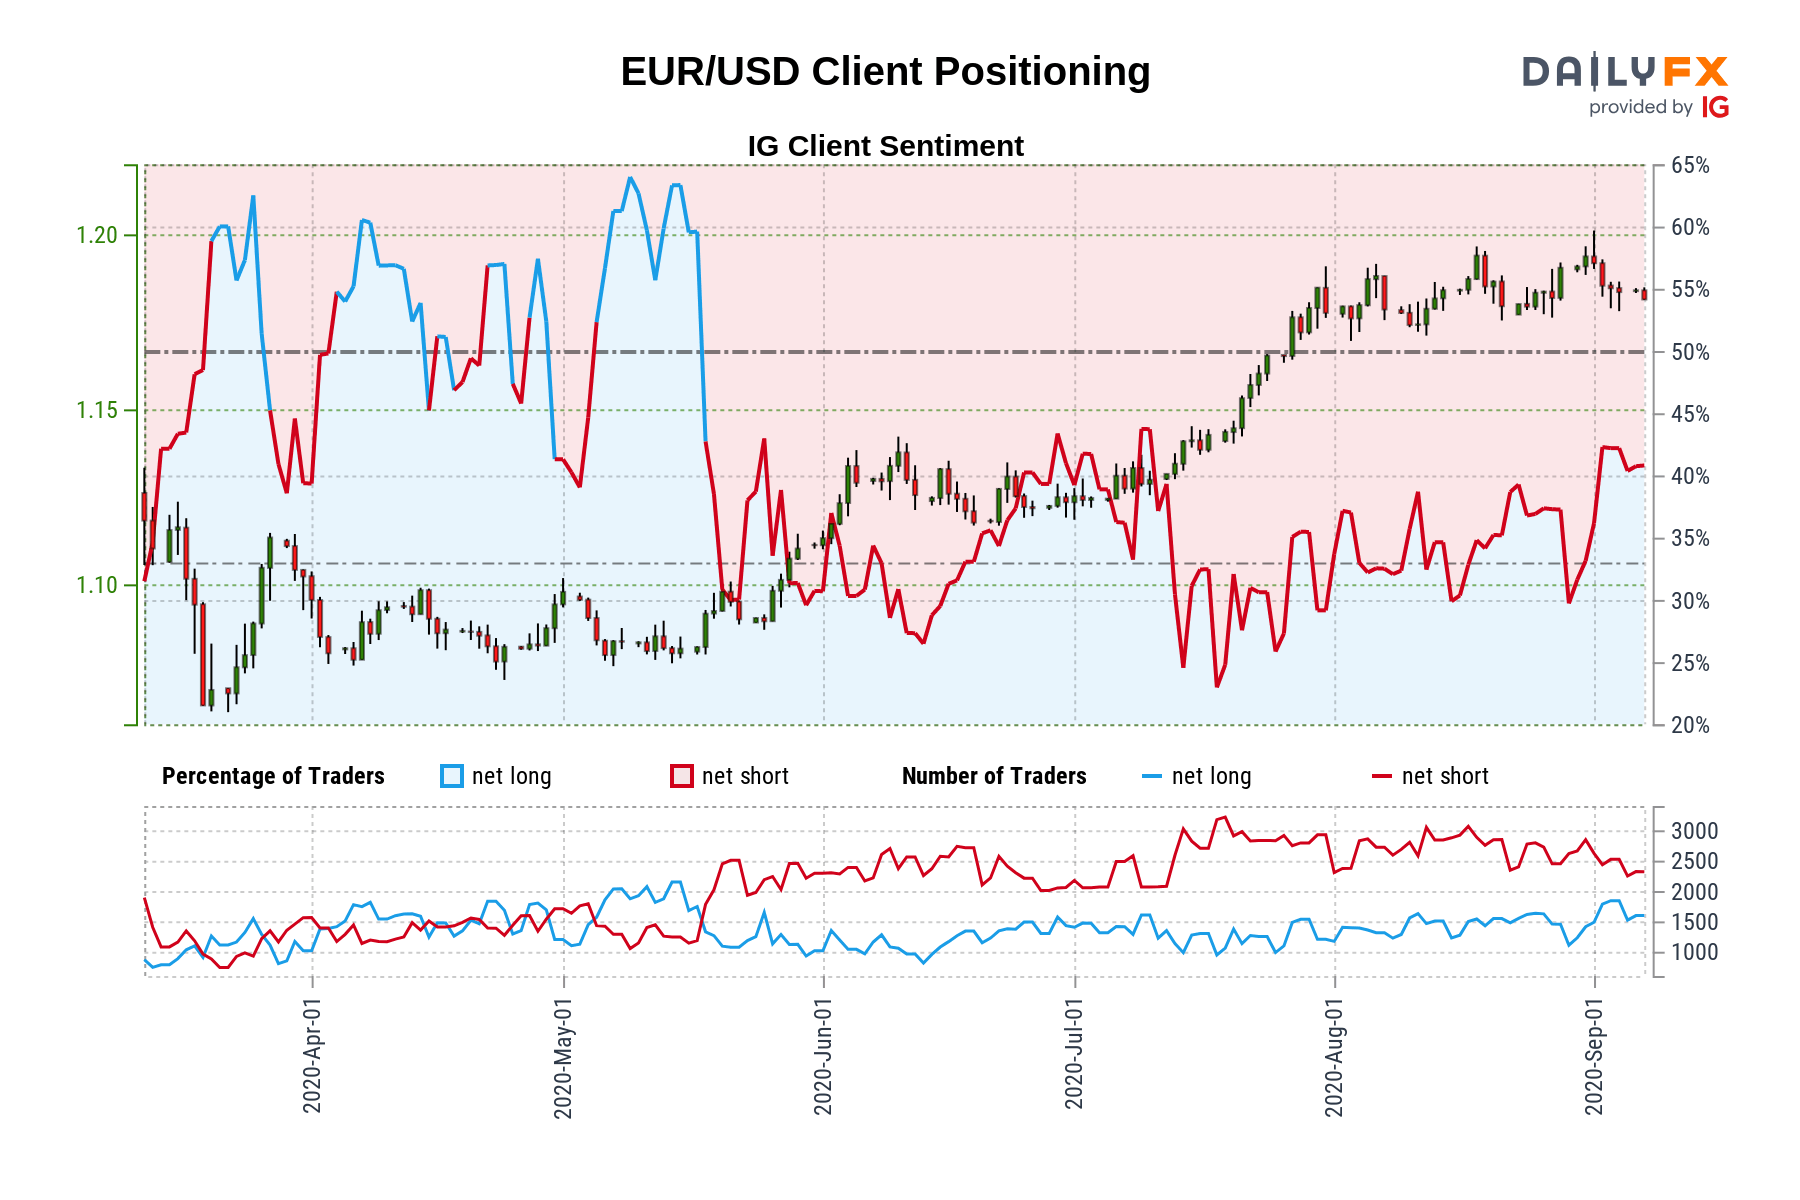 EUR/USD Client Positioning
DAILYFX
provided by IG
IG Client Sentiment
1.20
1.15
1.10
65%
60%
55%
50%
45%
40%
35%
30%
25%
20%
Percentage of Traders net long net short Number of Traders net long net short
3000
2500
2000
1500
1000
2020-Apr-01
2020-May-01
2020-Jun-01
2020-Jul-01
2020-Aug-01
2020-Sep-01